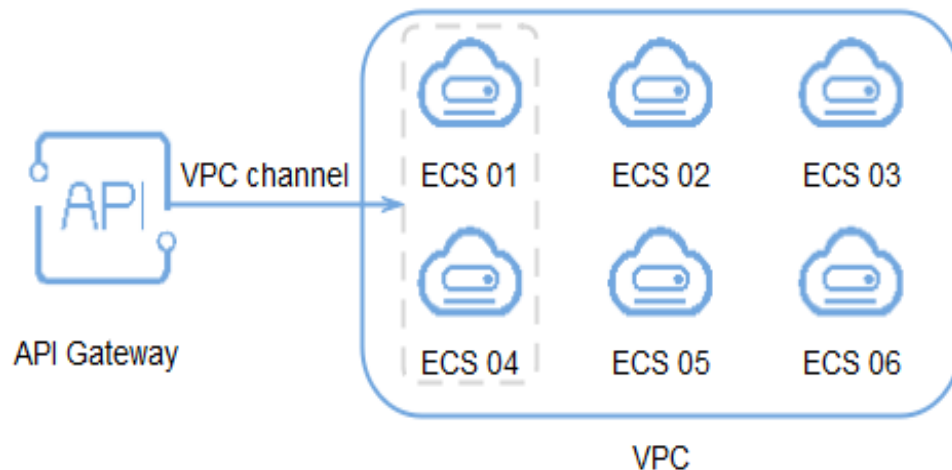 ECS 01
ECS 02
ECS 03
VPC channel
API
API Gateway
ECS 04
ECS 05
ECS 06
VPC